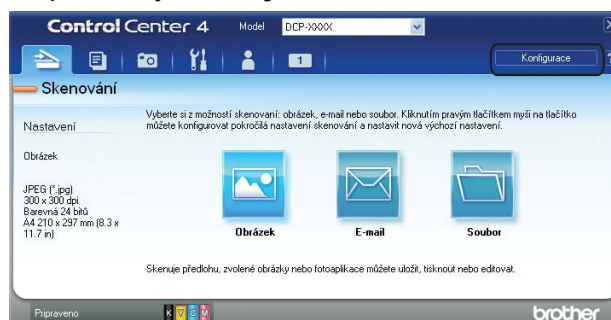 Control Center 4 Model DCP-XXXX
1 Konfigurace ?
Skenování
Nastavení
Obrázek
JPEG (*.jpg)
300 x 300 dpi
Barevná 24 bitů
A4 210 x 297 mm (8.3 x
11.7 in)
Vyberte si z možností skenovaní: obrázek, e-mail nebo soubor. Kliknutím pravým tlačítkem myši na tlačítko
můžete konfigurovat pokročilá nastavení skenování a nastavit nová výchozí nastavení.
Obrázek E-mail Soubor
Skenuje předlohu, zvolené obrázky nebo fotoaplikace můžete uložit, tisknout nebo editovat.
Připraveno K Y C M brother